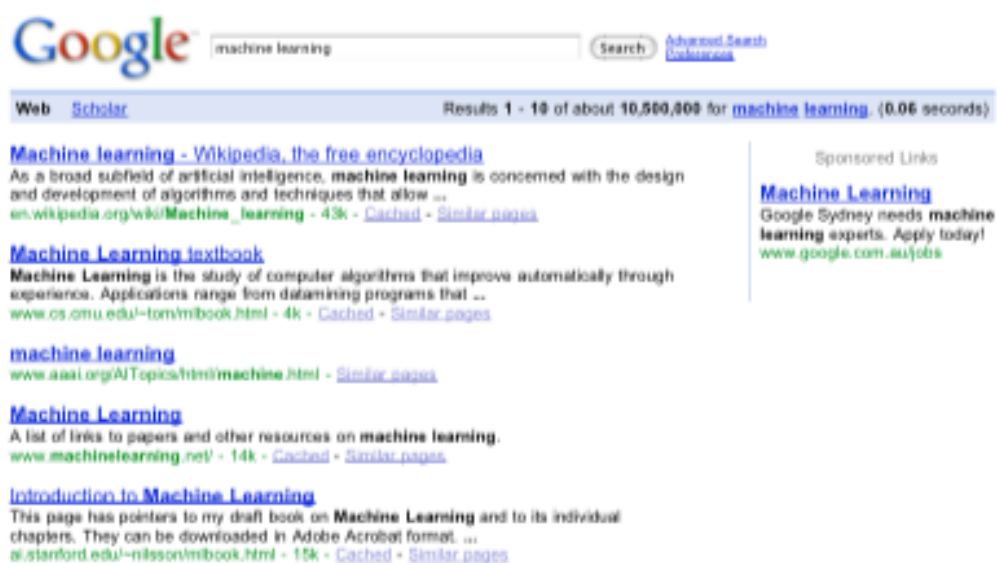 Google
machine learning
Search
Advanced Search
Preferences
Web Scholar
Results 1 - 10 of about 10,500,000 for machine learning. (0.06 seconds)
Machine learning - Wikipedia, the free encyclopedia
As a broad subfield of artificial intelligence, machine learning is concerned with the design
and development of algorithms and techniques that allow ...
en.wikipedia.org/wiki/Machine_learning - 43k - Cached - Similar pages
Machine Learning textbook
Machine Learning is the study of computer algorithms that improve automatically through
experience. Applications range from datamining programs that ...
www.cs.cmu.edu/~tom/mlbook.html - 4k - Cached - Similar pages
machine learning
www.aaai.org/AITopics/html/machine.html - Similar pages
Machine Learning
A list of links to papers and other resources on machine learning.
www.machinelearning.net/ - 14k - Cached - Similar pages
Introduction to Machine Learning
This page has pointers to my draft book on Machine Learning and to its individual
chapters. They can be downloaded in Adobe Acrobat format. ...
ai.stanford.edu/~nilsson/mlbook.html - 15k - Cached - Similar pages
Sponsored Links
Machine Learning
Google Sydney needs machine
learning experts. Apply today!
www.google.com.au/jobs